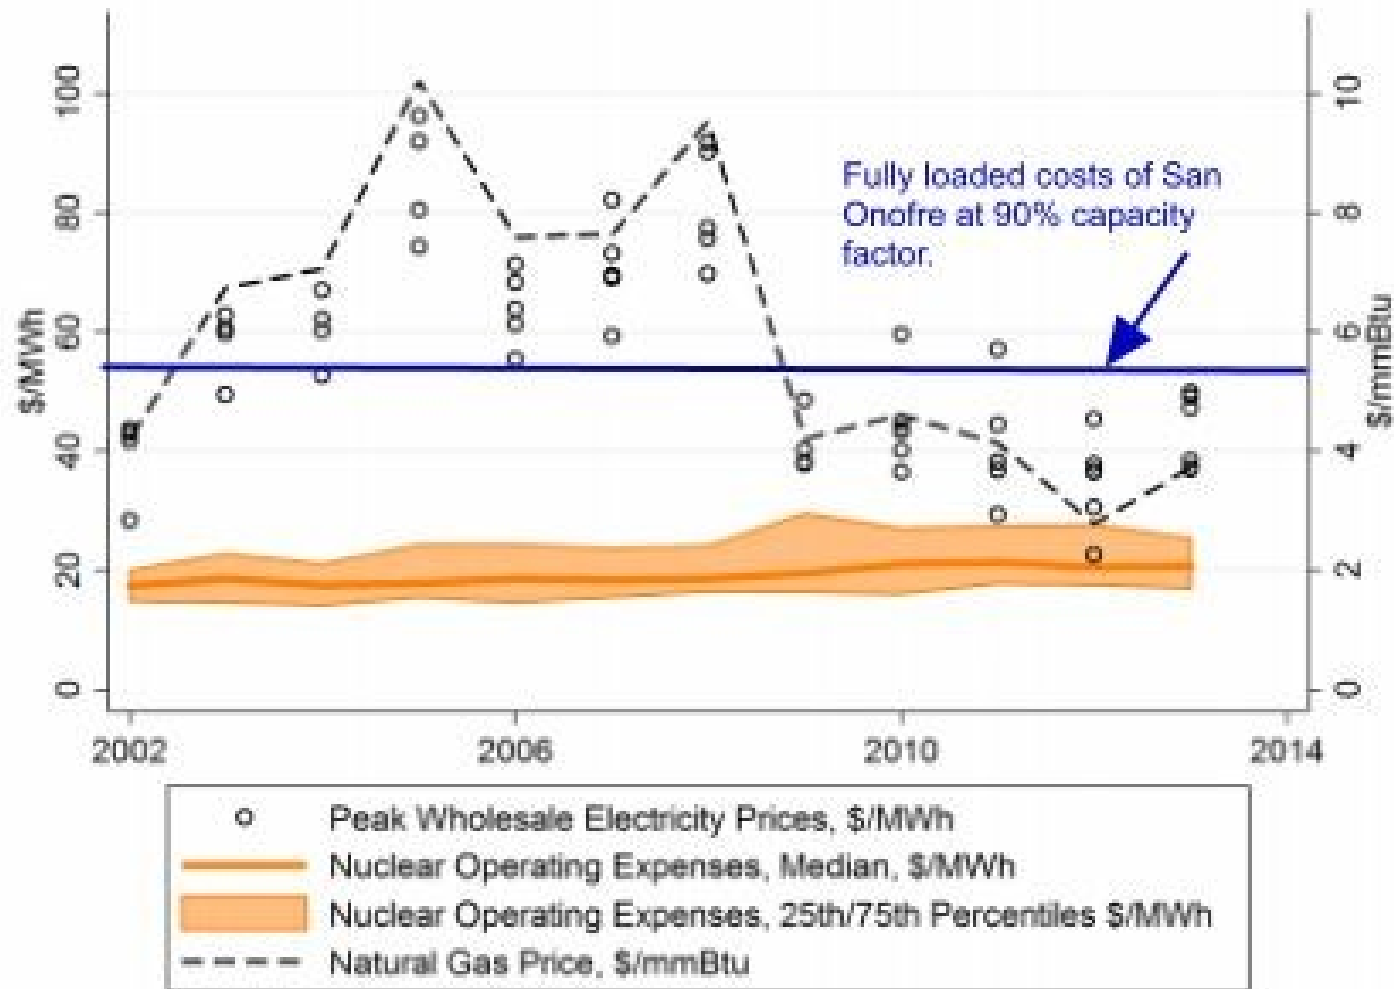 100
80
60
40
20
0
$/MWh
10
8
6
4
2
0
$/mmBtu
Fully loaded costs of San
Onofre at 90% capacity
factor.
2002
2006
2010
2014
Peak Wholesale Electricity Prices, $/MWh
Nuclear Operating Expenses, Median, $/MWh
Nuclear Operating Expenses, 25th/75th Percentiles $/MWh
Natural Gas Price, $/mmBtu